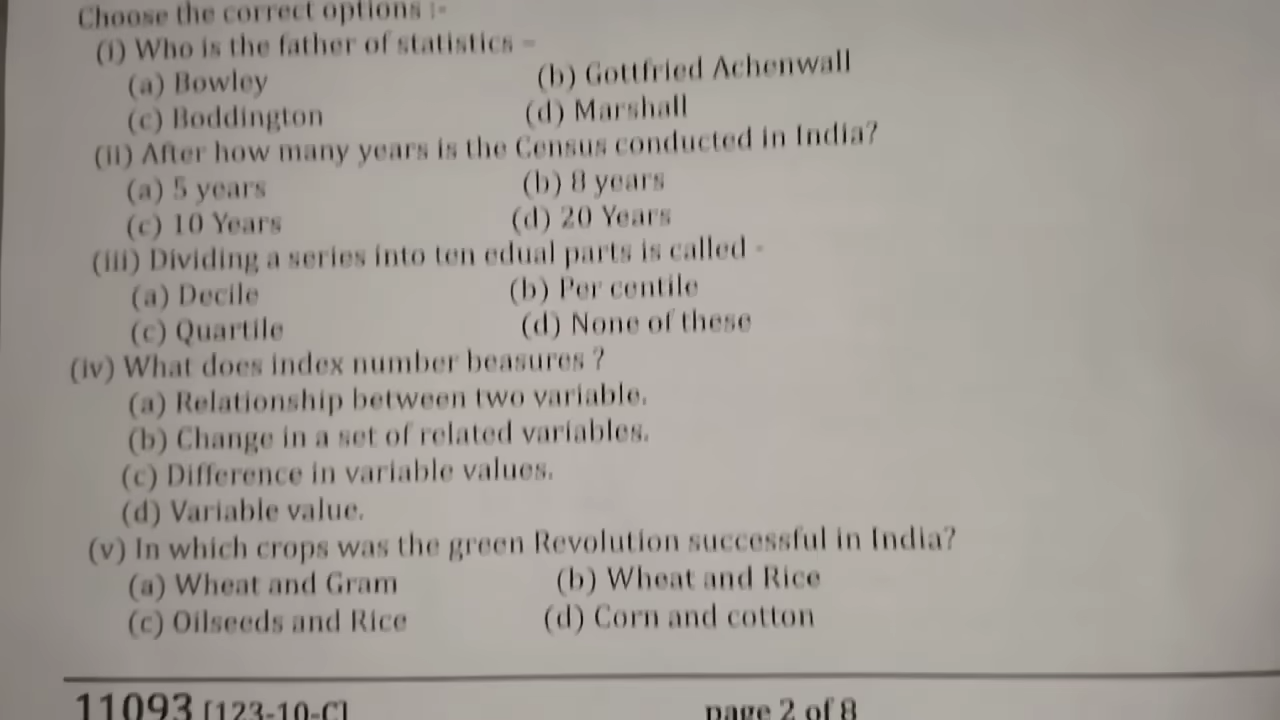 Choose the correct options :-
(i) Who is the father of statistics -
(a) Bowley (b) Gottfried Achenwall
(c) Boddington (d) Marshall
(ii) After how many years is the Census conducted in India?
(a) 5 years (b) 8 years
(c) 10 Years (d) 20 Years
(iii) Dividing a series into ten edual parts is called -
(a) Decile (b) Per centile
(c) Quartile (d) None of these
(iv) What does index number beasures ?
(a) Relationship between two variable.
(b) Change in a set of related variables.
(c) Difference in variable values.
(d) Variable value.
(v) In which crops was the green Revolution successful in India?
(a) Wheat and Gram (b) Wheat and Rice
(c) Oilseeds and Rice (d) Corn and cotton
11093 [123-10-C] page 2 of 8